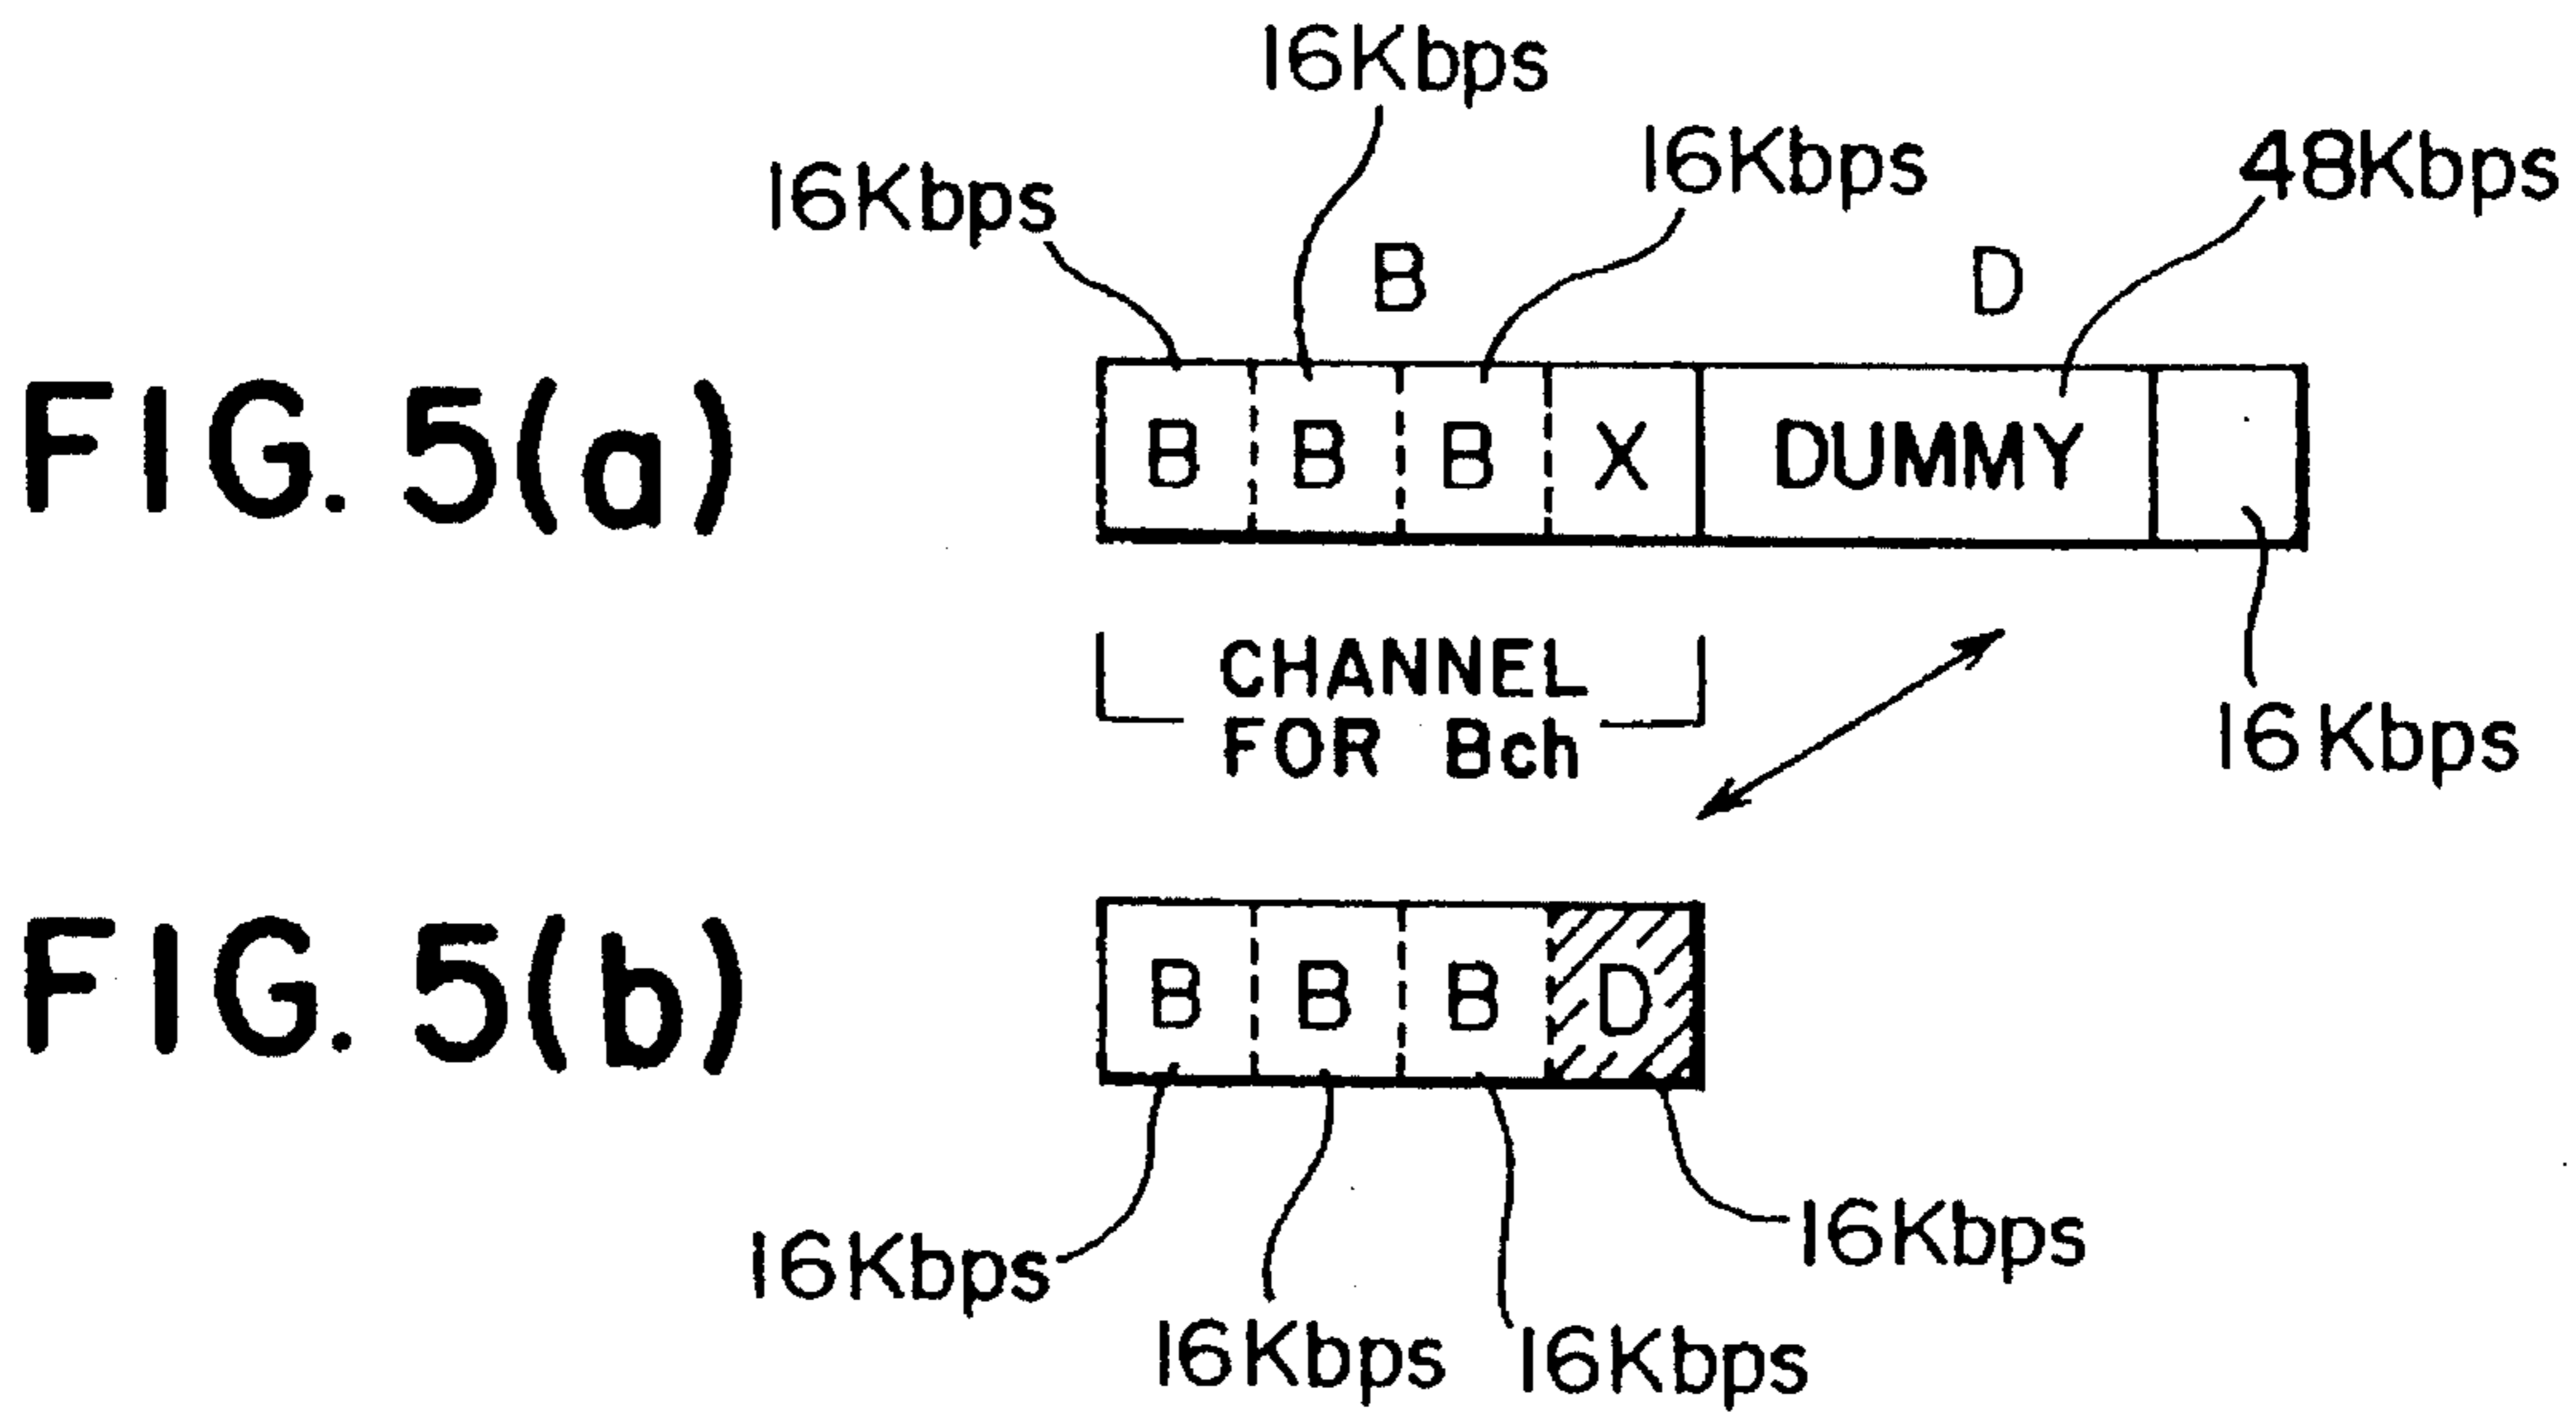 16Kbps
16Kbps
16Kbps
48Kbps
B
D
FIG. 5(a)
B B B X DUMMY
CHANNEL
FOR Bch
16Kbps
FIG. 5(b)
B B B D
16Kbps
16Kbps
16Kbps
16Kbps